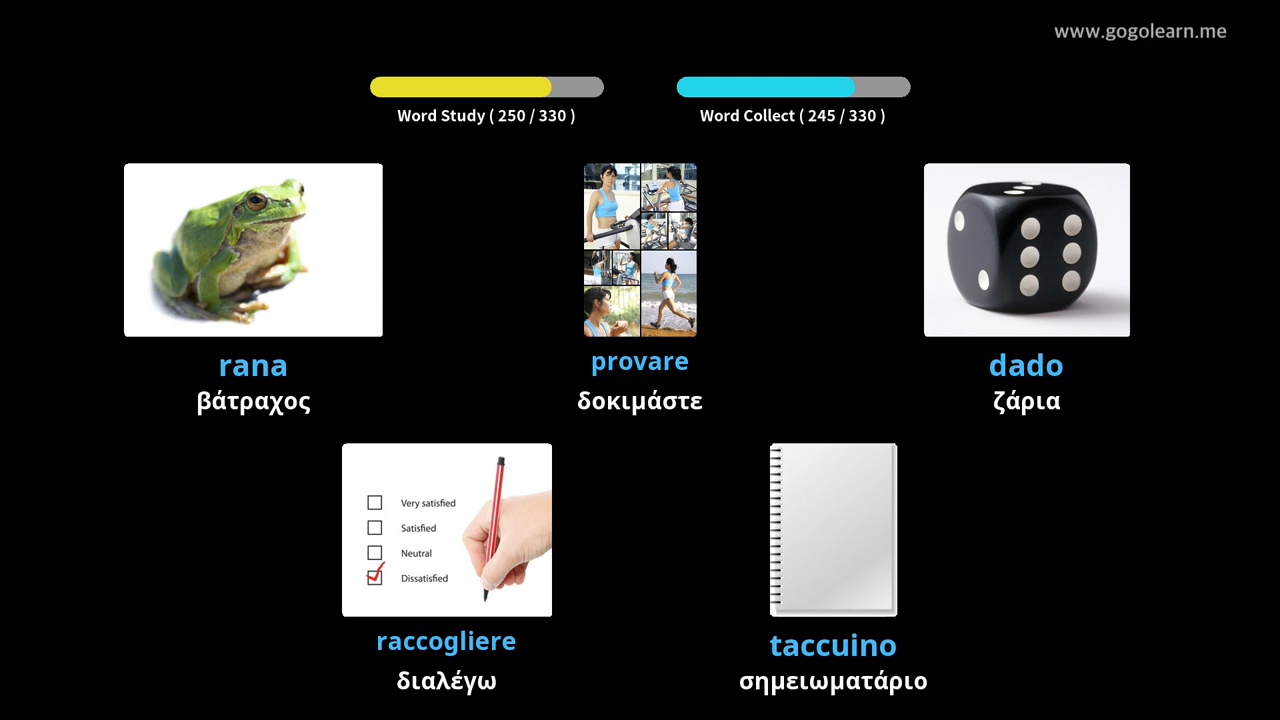 www.gogolearn.me
Word Study ( 250 / 330 )
Word Collect ( 245 / 330 )
rana
βάτραχος
provare
δοκιμάστε
dado
ζάρια
Very satisfied
Satisfied
Neutral
Dissatisfied
raccogliere
διαλέγω
taccuino
σημειωματάριο